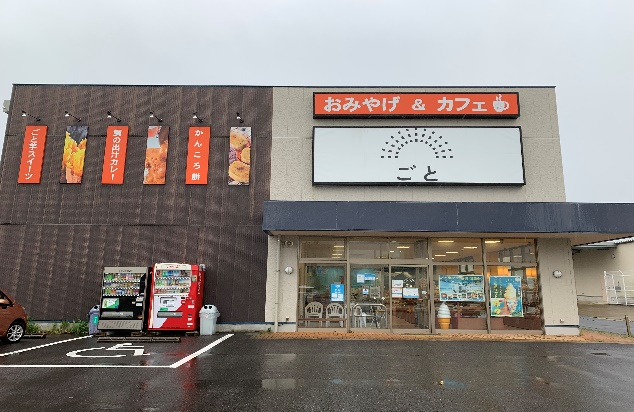 おみやげ & カフェ
ごと
ごと芋スイーツ
鯛の出汁カレー
かんころ餅